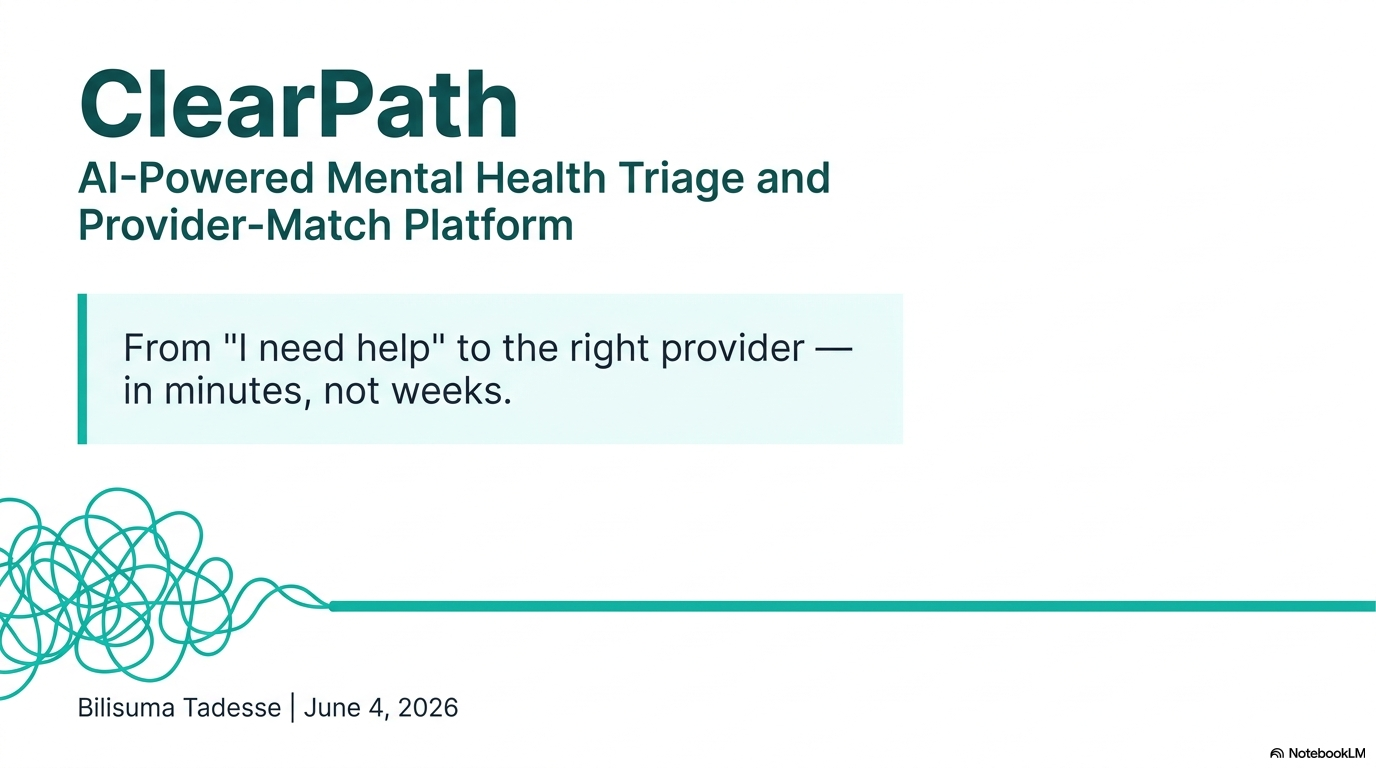 ClearPath
AI-Powered Mental Health Triage and
Provider-Match Platform
From "I need help" to the right provider —
in minutes, not weeks.
Bilisuma Tadesse | June 4, 2026
NotebookLM